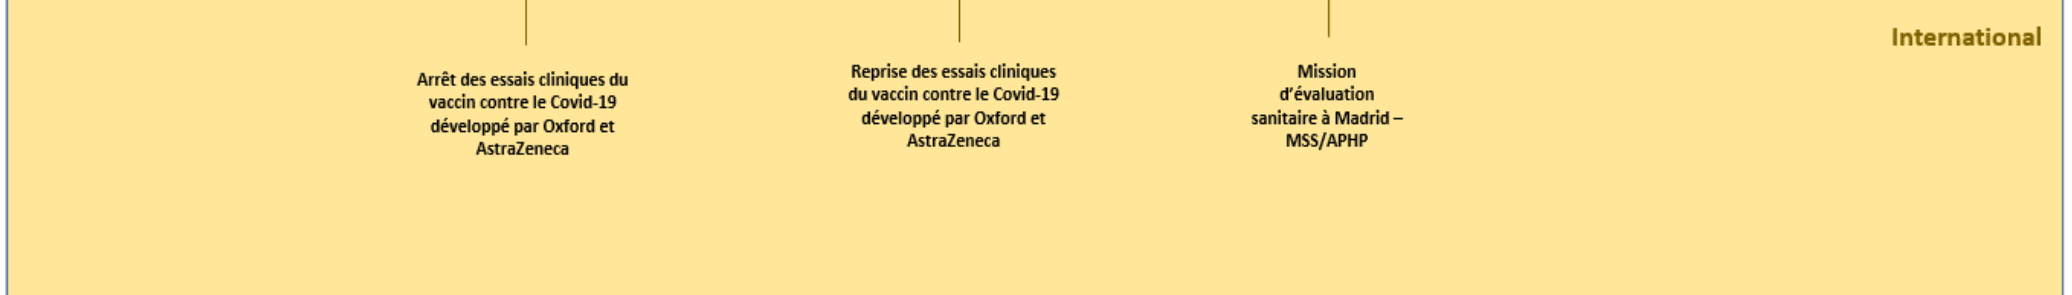 International
Arrêt des essais cliniques du
vaccin contre le Covid-19
développé par Oxford et
AstraZeneca
Reprise des essais cliniques
du vaccin contre le Covid-19
développé par Oxford et
AstraZeneca
Mission
d’évaluation
sanitaire à Madrid –
MSS/APHP